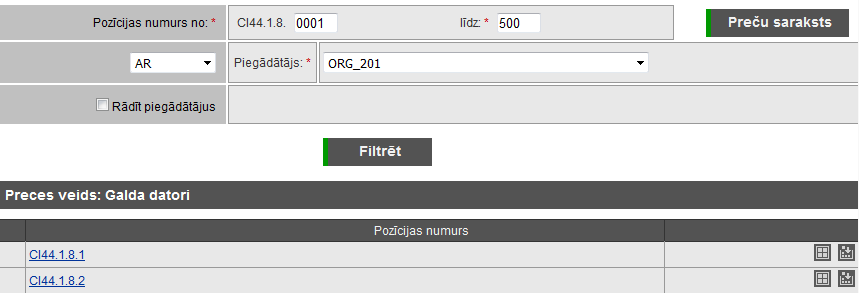 Pozīcijas numurs no: * CI44.1.8. 0001 līdz: * 500 Preču saraksts
AR Piegādātājs: * ORG_201
Rādīt piegādātājus
Filtrēt
Preces veids: Galda datori
Pozīcijas numurs
CI44.1.8.1
CI44.1.8.2